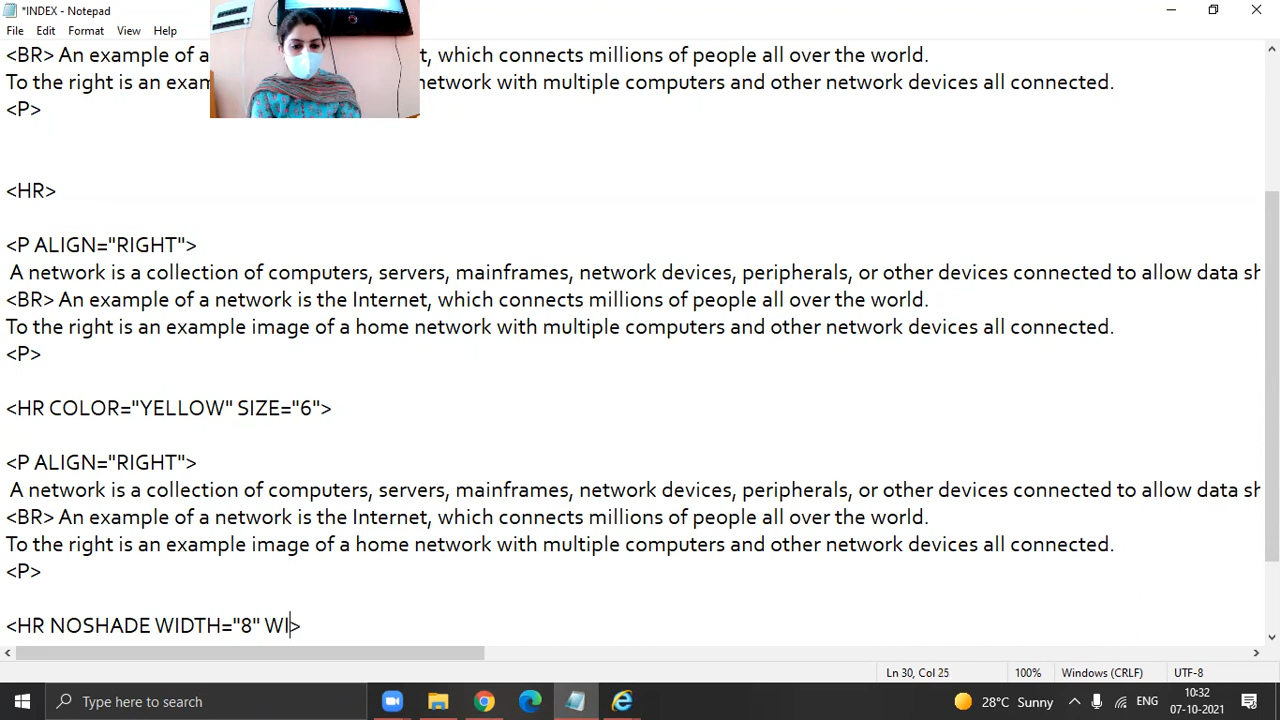 *INDEX - Notepad
File Edit Format View Help
<BR> An example of a t, which connects millions of people all over the world.
To the right is an exam network with multiple computers and other network devices all connected.
<P>
<HR>
<P ALIGN="RIGHT">
A network is a collection of computers, servers, mainframes, network devices, peripherals, or other devices connected to allow data sh
<BR> An example of a network is the Internet, which connects millions of people all over the world.
To the right is an example image of a home network with multiple computers and other network devices all connected.
<P>
<HR COLOR="YELLOW" SIZE="6">
<P ALIGN="RIGHT">
A network is a collection of computers, servers, mainframes, network devices, peripherals, or other devices connected to allow data sh
<BR> An example of a network is the Internet, which connects millions of people all over the world.
To the right is an example image of a home network with multiple computers and other network devices all connected.
<P>
<HR NOSHADE WIDTH="8" WI>
Ln 30, Col 25 100% Windows (CRLF) UTF-8
Type here to search 28°C Sunny ENG 10:32
07-10-2021